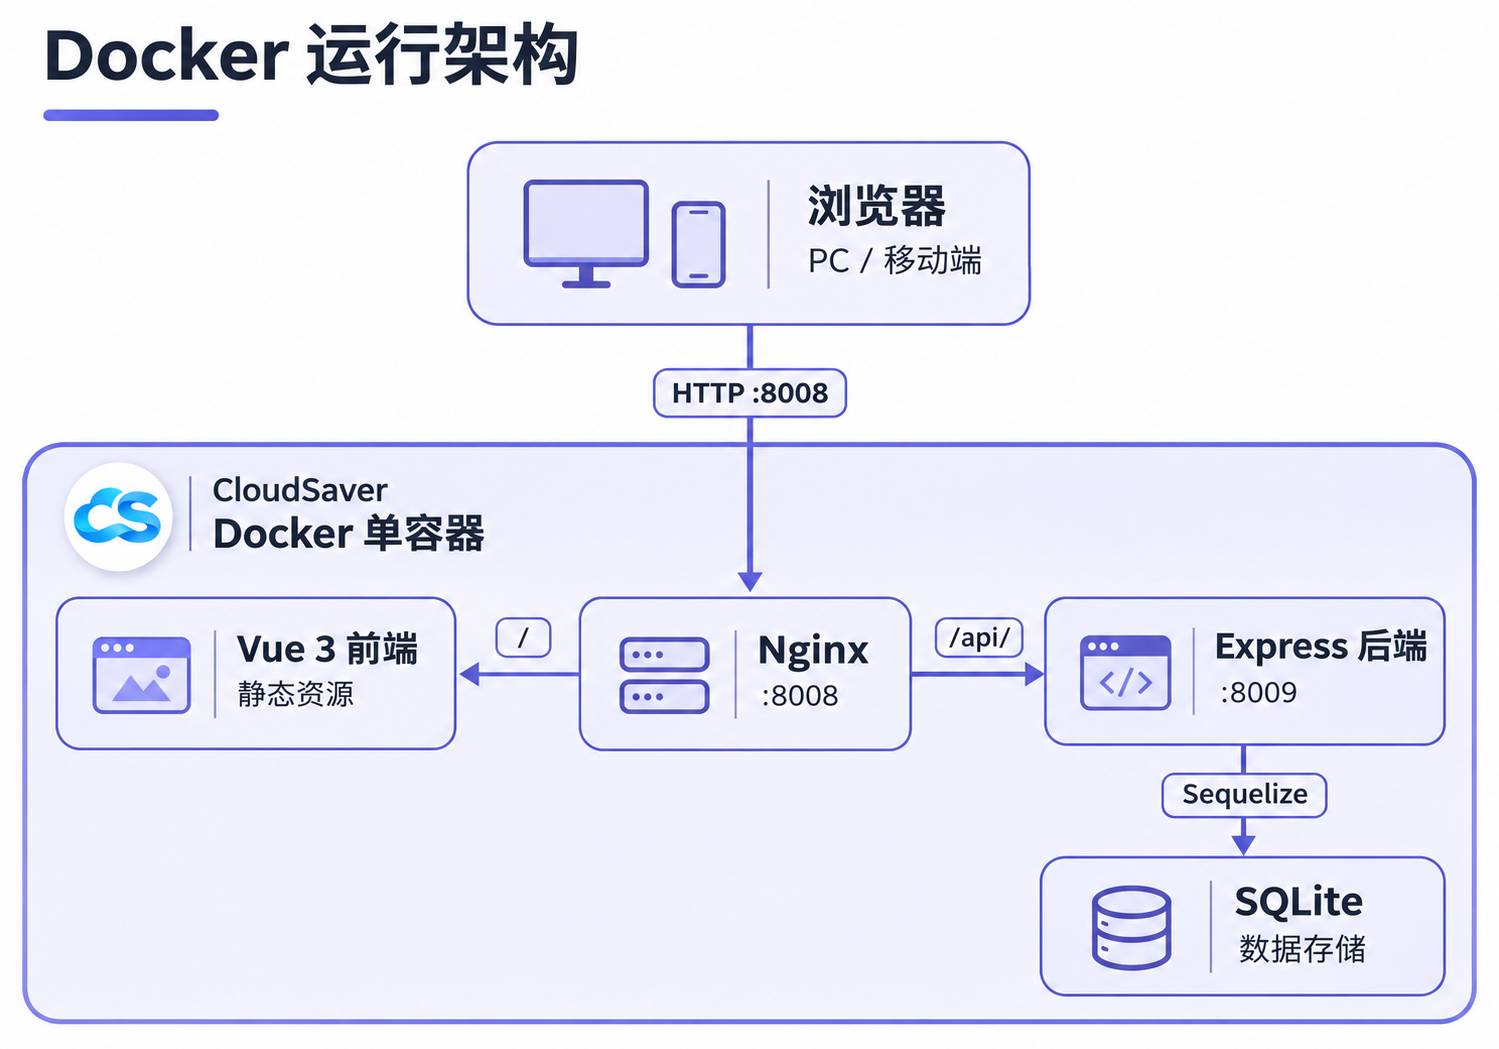 Docker 运行架构
浏览器
PC / 移动端
HTTP :8008
CS
CloudSaver
Docker 单容器
Vue 3 前端
静态资源
/
Nginx
:8008
/api/
Express 后端
:8009
Sequelize
SQLite
数据存储